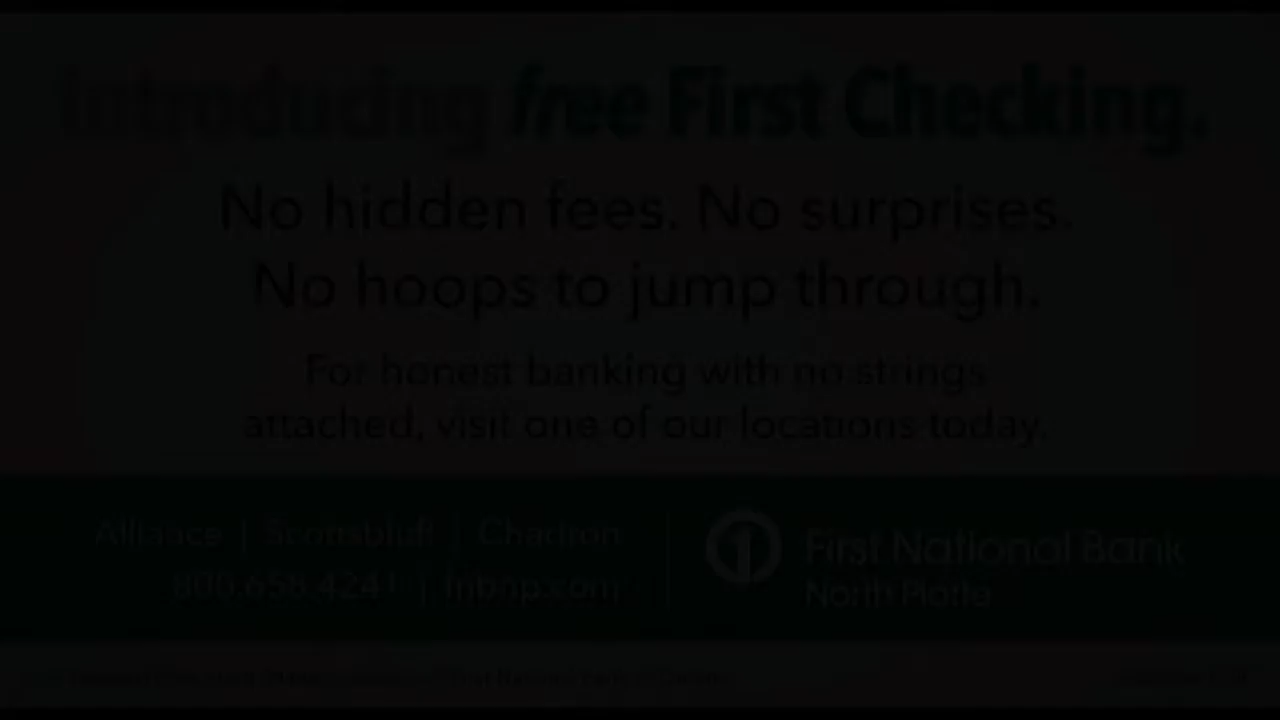 Introducing free First Checking.
No hidden fees. No surprises.
No hoops to jump through.
For honest banking with no strings
attached, visit one of our locations today.
Alliance | Scottsbluff | Chadron
800.658.4241 | fnbnp.com
First National Bank
North Platte